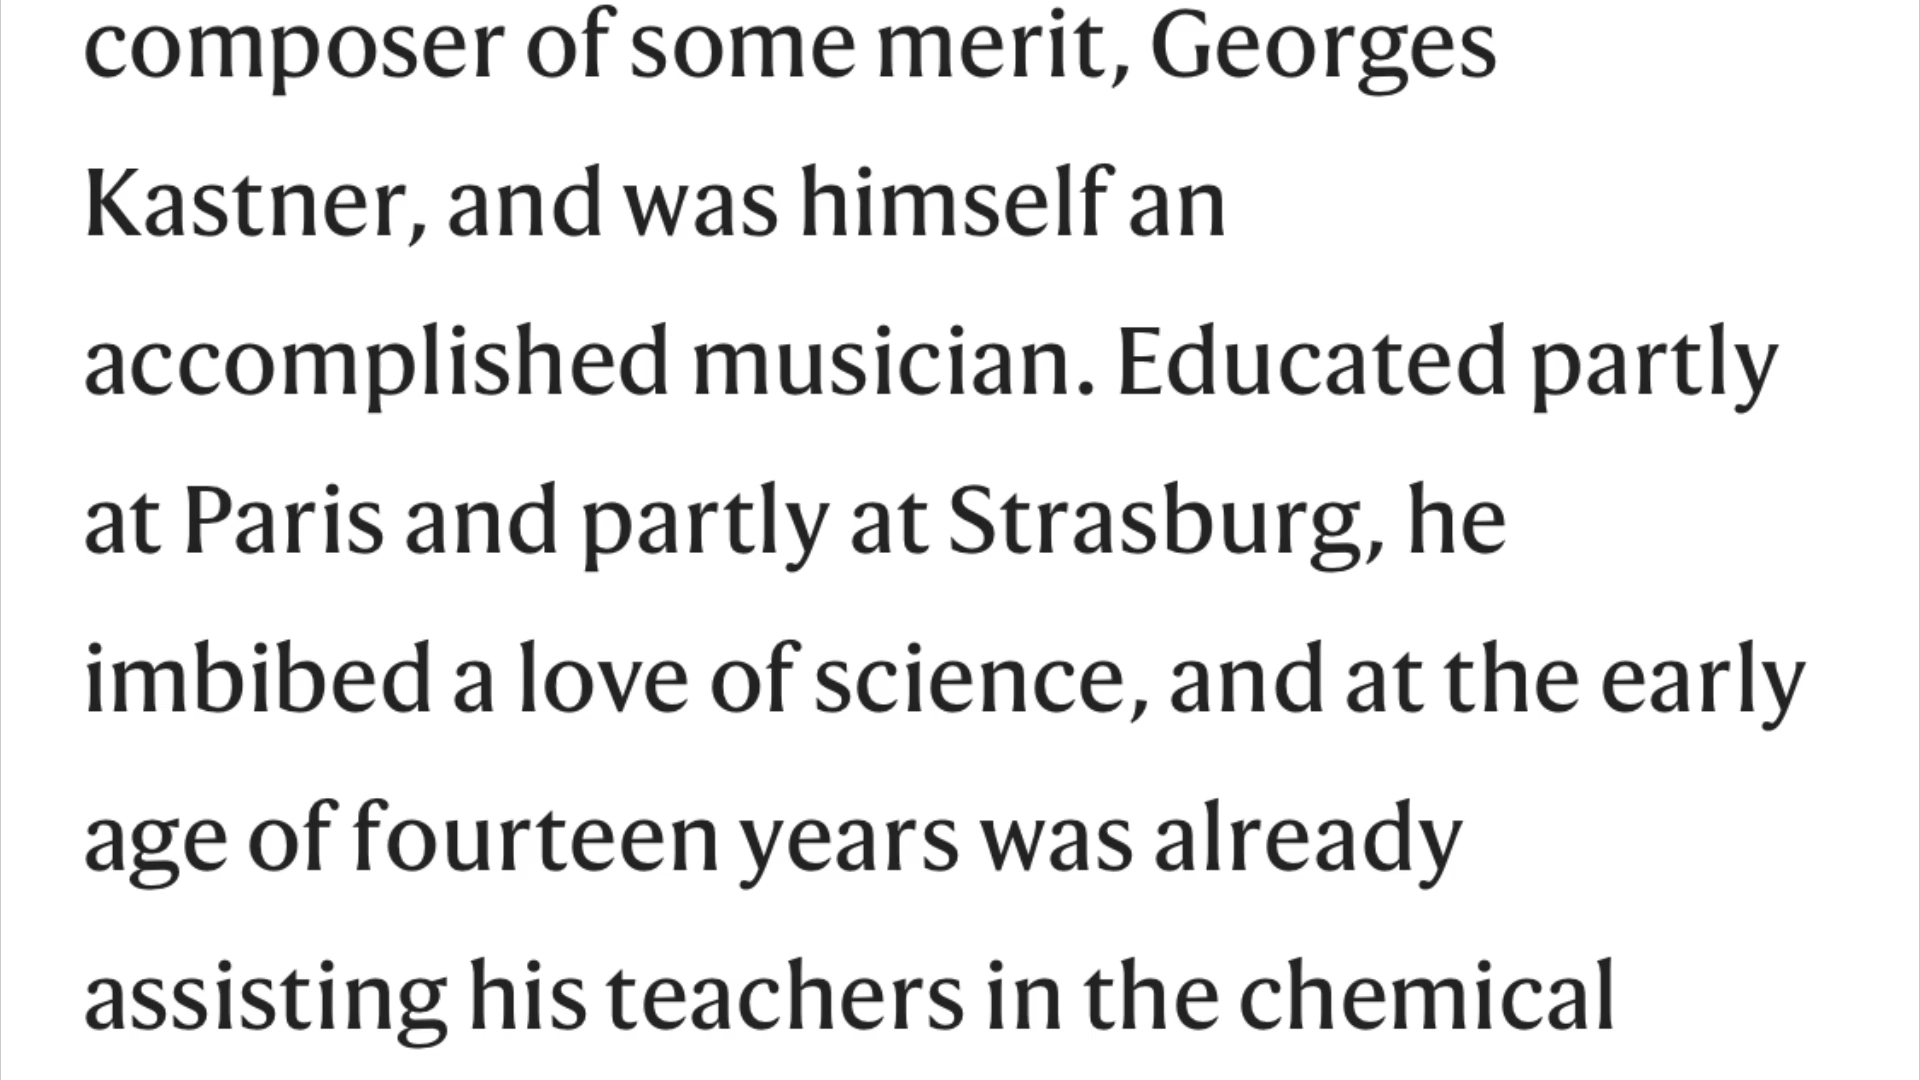 composer of some merit, Georges
Kastner, and was himself an
accomplished musician. Educated partly
at Paris and partly at Strasburg, he
imbibed a love of science, and at the early
age of fourteen years was already
assisting his teachers in the chemical